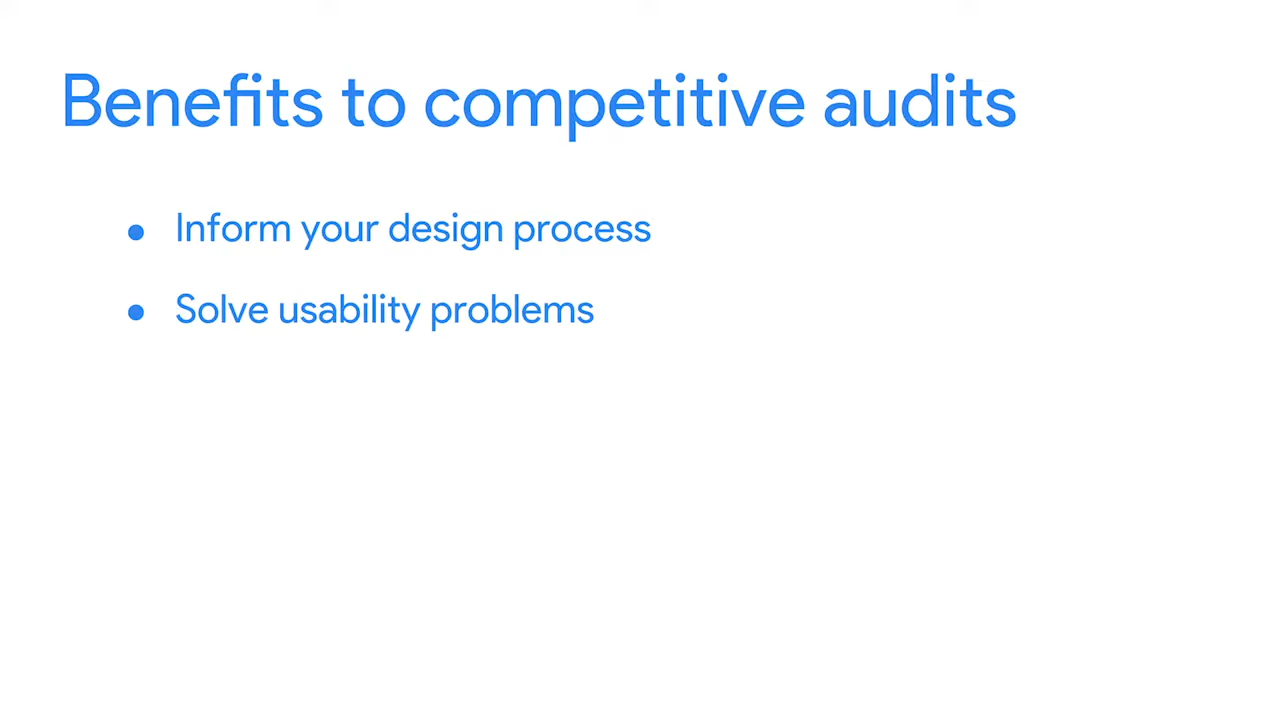 Benefits to competitive audits
• Inform your design process
• Solve usability problems